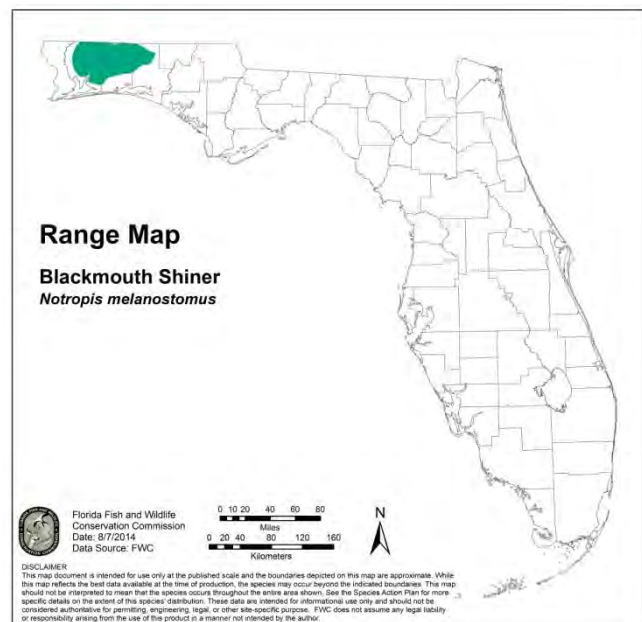 Range Map
Blackmouth Shiner
Notropis melanostomus
Florida Fish and Wildlife
Conservation Commission
Date: 8/7/2014
Data Source: FWC
0 10 20 40 60 80
Miles
0 20 40 80 120 160
Kilometers
N
DISCLAIMER
This map document is intended for use only at the published scale and the boundaries depicted on this map are approximate. While
this map reflects the best data available at the time of production, the species may occur beyond the indicated boundaries. This map
should not be interpreted to mean that the species occurs throughout the entire area shown. See the Species Action Plan for more
specific details on the extent of this species' distribution. These data are intended for informational use only and should not be
considered authoritative for permitting, engineering, legal, or other site-specific purpose. FWC does not assume any legal liability
or responsibility arising from the use of this product in a manner not intended by the author.